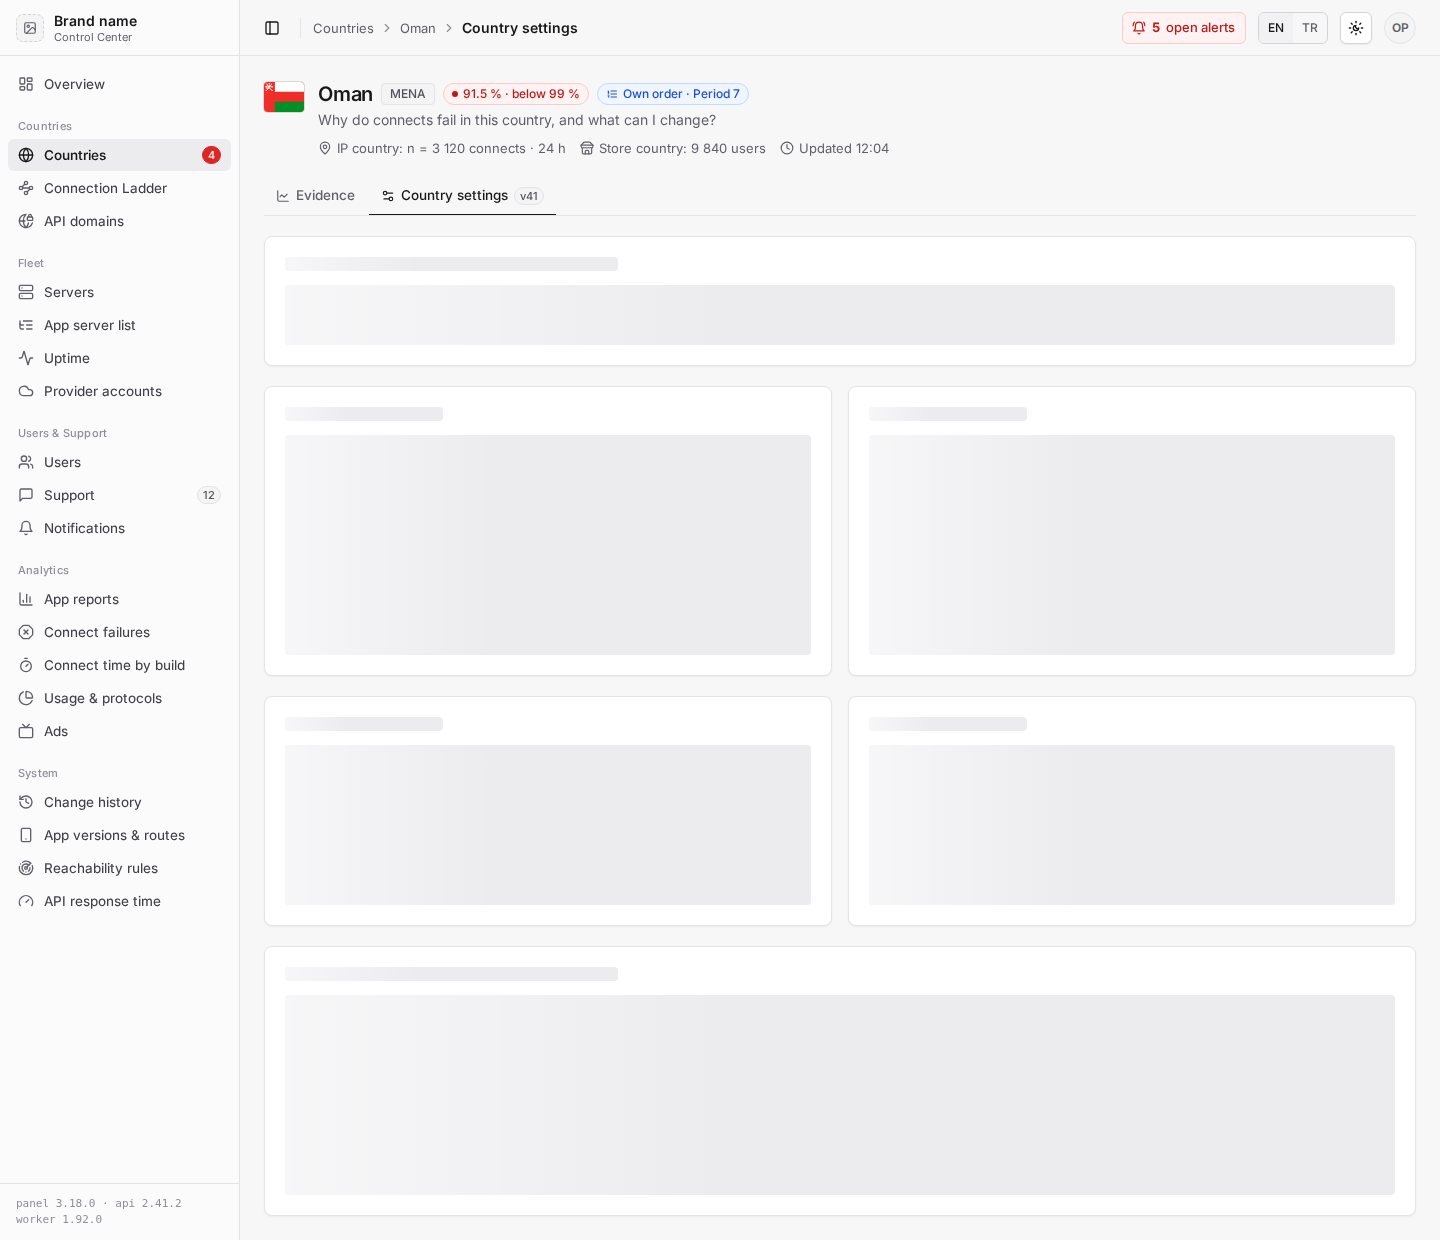 Brand name
Control Center
Overview
Countries
Countries 4
Connection Ladder
API domains
Fleet
Servers
App server list
Uptime
Provider accounts
Users & Support
Users
Support 12
Notifications
Analytics
App reports
Connect failures
Connect time by build
Usage & protocols
Ads
System
Change history
App versions & routes
Reachability rules
API response time
panel 3.18.0 · api 2.41.2
worker 1.92.0
Countries > Oman > Country settings
5 open alerts
EN TR
OP
Oman MENA 91.5 % · below 99 % Own order · Period 7
Why do connects fail in this country, and what can I change?
IP country: n = 3 120 connects · 24 h Store country: 9 840 users Updated 12:04
Evidence Country settings v41